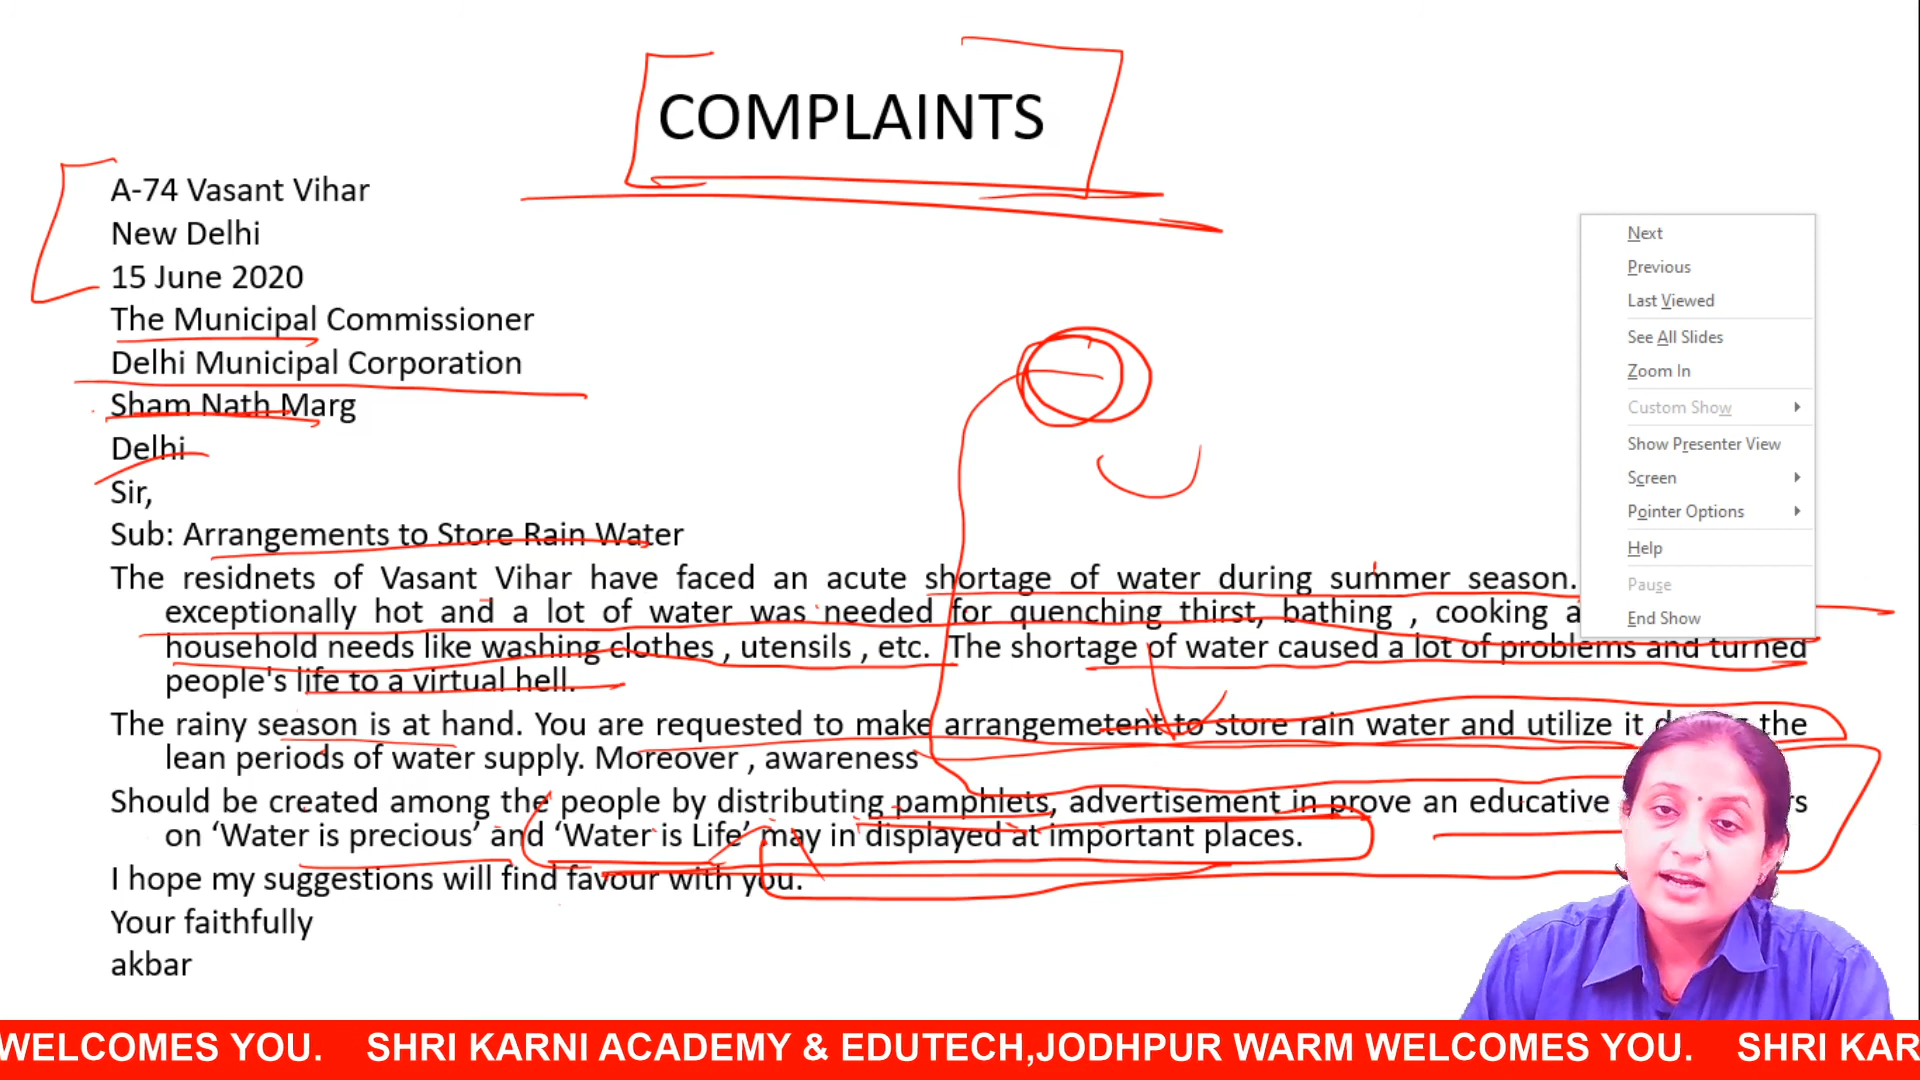 COMPLAINTS
A-74 Vasant Vihar
New Delhi
15 June 2020
The Municipal Commissioner
Delhi Municipal Corporation
Sham Nath Marg
Delhi
Sir,
Sub: Arrangements to Store Rain Water
The residnets of Vasant Vihar have faced an acute shortage of water during summer season.
exceptionally hot and a lot of water was needed for quenching thirst, bathing , cooking
household needs like washing clothes , utensils , etc. The shortage of water caused a lot of problems and turned
people's life to a virtual hell.
The rainy season is at hand. You are requested to make arrangemetent to store rain water and utilize it the
lean periods of water supply. Moreover , awareness
Should be created among the people by distributing pamphlets, advertisement in prove an educative
on ‘Water is precious’ and ‘Water is Life’ may in displayed at important places.
I hope my suggestions will find favour with you.
Your faithfully
akbar
Next
Previous
Last Viewed
See All Slides
Zoom In
Custom Show
Show Presenter View
Screen
Pointer Options
Help
Pause
End Show
WELCOMES YOU. SHRI KARNI ACADEMY & EDUTECH,JODHPUR WARM WELCOMES YOU. SHRI KAR